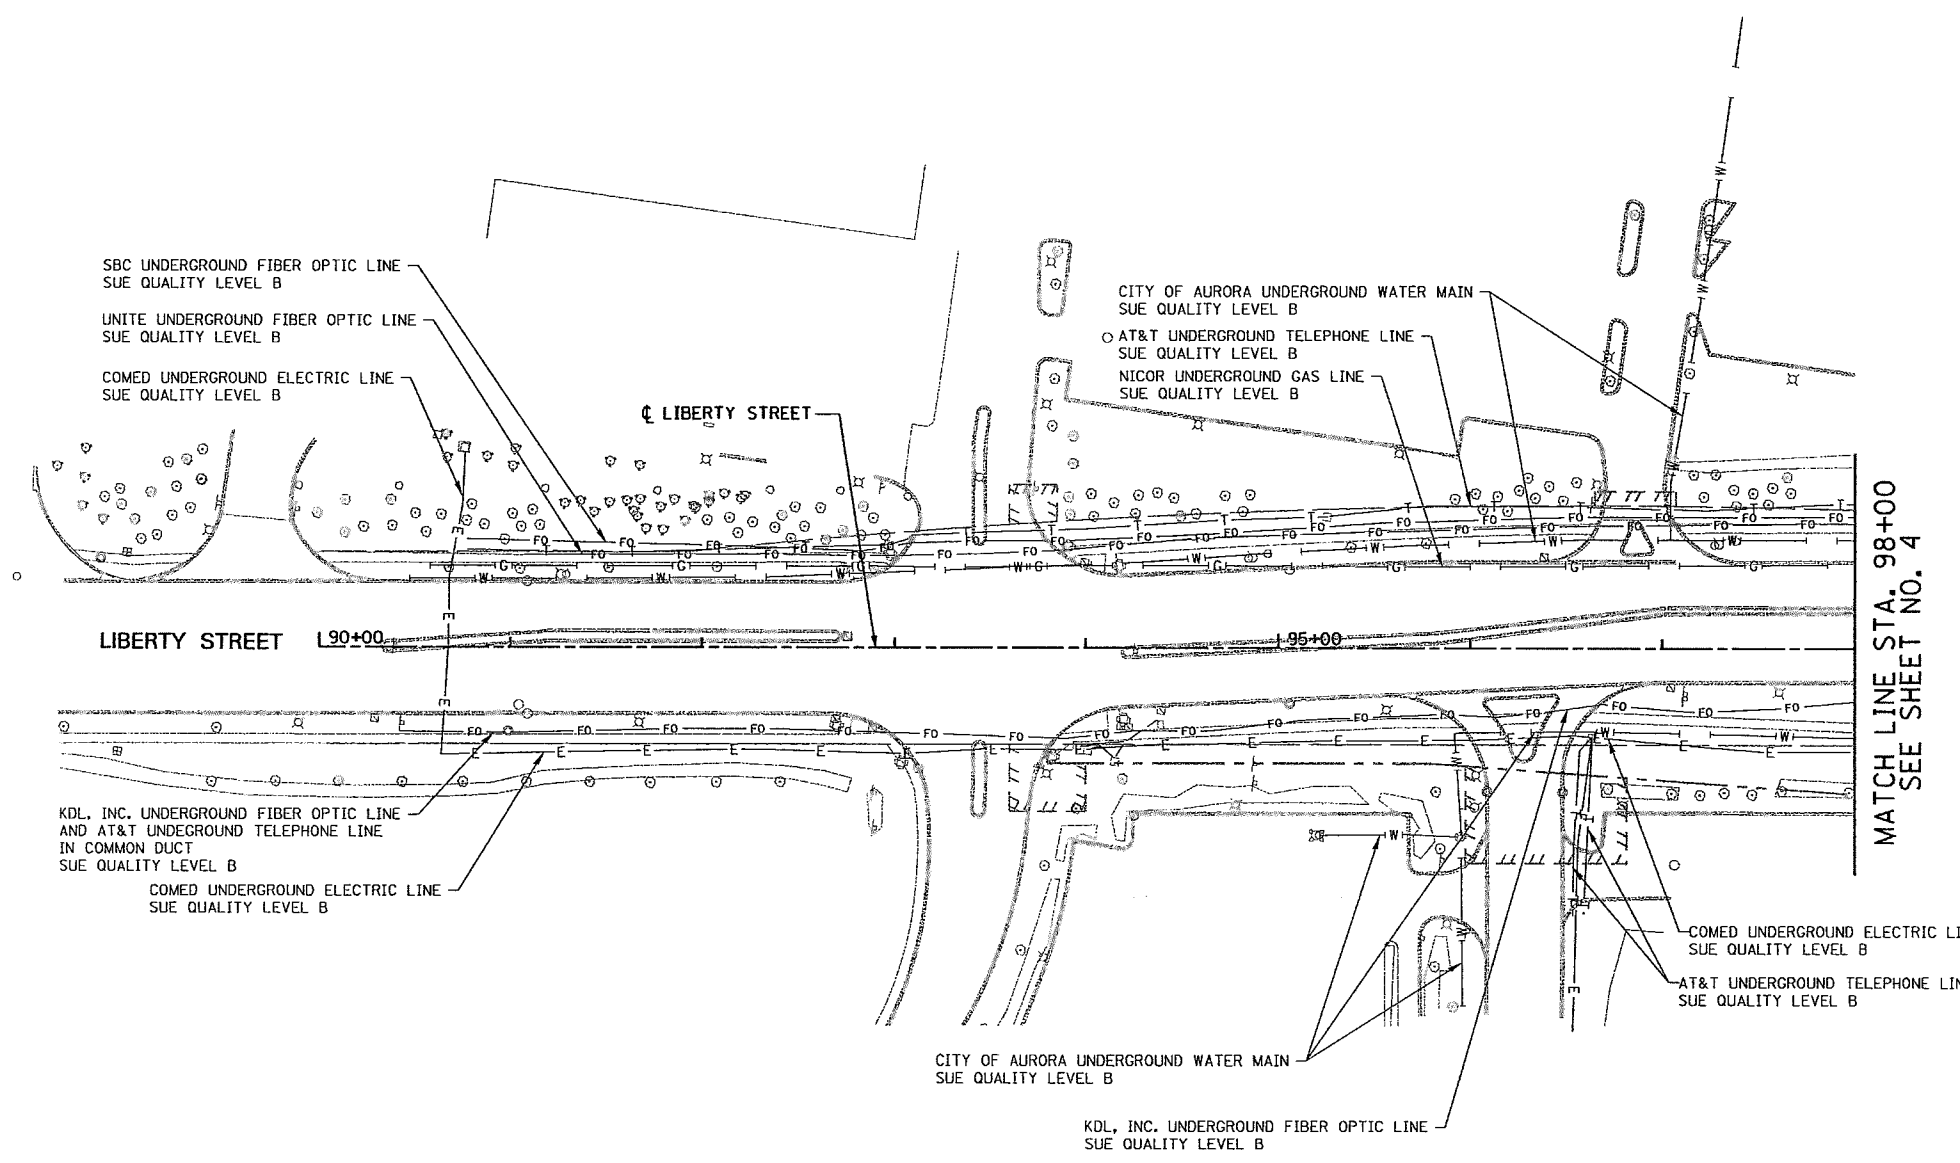 SBC UNDERGROUND FIBER OPTIC LINE
SUE QUALITY LEVEL B
UNITE UNDERGROUND FIBER OPTIC LINE
SUE QUALITY LEVEL B
COMED UNDERGROUND ELECTRIC LINE
SUE QUALITY LEVEL B
℄ LIBERTY STREET
CITY OF AURORA UNDERGROUND WATER MAIN
SUE QUALITY LEVEL B
AT&T UNDERGROUND TELEPHONE LINE
SUE QUALITY LEVEL B
NICOR UNDERGROUND GAS LINE
SUE QUALITY LEVEL B
LIBERTY STREET
90+00
95+00
MATCH LINE STA. 98+00
SEE SHEET NO. 4
KDL, INC. UNDERGROUND FIBER OPTIC LINE
AND AT&T UNDEGROUND TELEPHONE LINE
IN COMMON DUCT
SUE QUALITY LEVEL B
COMED UNDERGROUND ELECTRIC LINE
SUE QUALITY LEVEL B
COMED UNDERGROUND ELECTRIC
SUE QUALITY LEVEL B
AT&T UNDERGROUND TELEPHONE
SUE QUALITY LEVEL B
CITY OF AURORA UNDERGROUND WATER MAIN
SUE QUALITY LEVEL B
KDL, INC. UNDERGROUND FIBER OPTIC LINE
SUE QUALITY LEVEL B